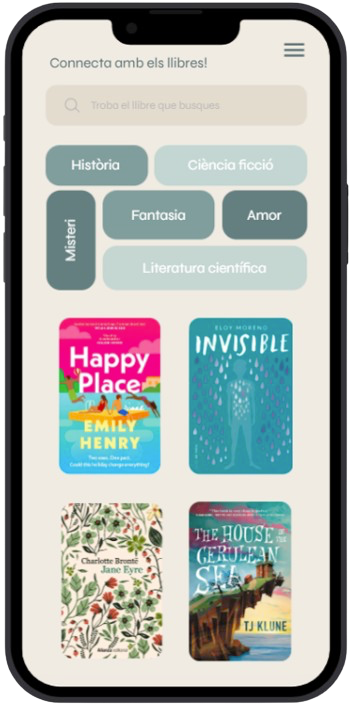 Connecta amb els llibres!
Troba el llibre que busques
Història
Ciència ficció
Misteri
Fantasia
Amor
Literatura científica
Happy
Place
EMILY
HENRY
Two exes. One pact.
Could this holiday change everything?
ELOY MORENO
INVISIBLE
Charlotte Brontë
Jane Eyre
Alianza editorial
THE HOUSE
IN THE
CERULEAN
SEA
TJ KLUNE